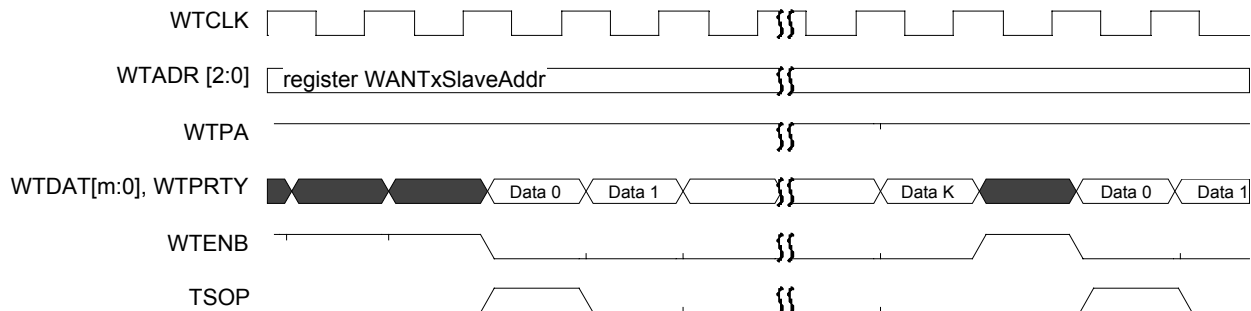 WTCLK
WTADR [2:0] register WANTxSlaveAddr
WTPA
WTDAT[m:0], WTPRTY Data 0 Data 1 Data K Data 0 Data 1
WTENB
TSOP